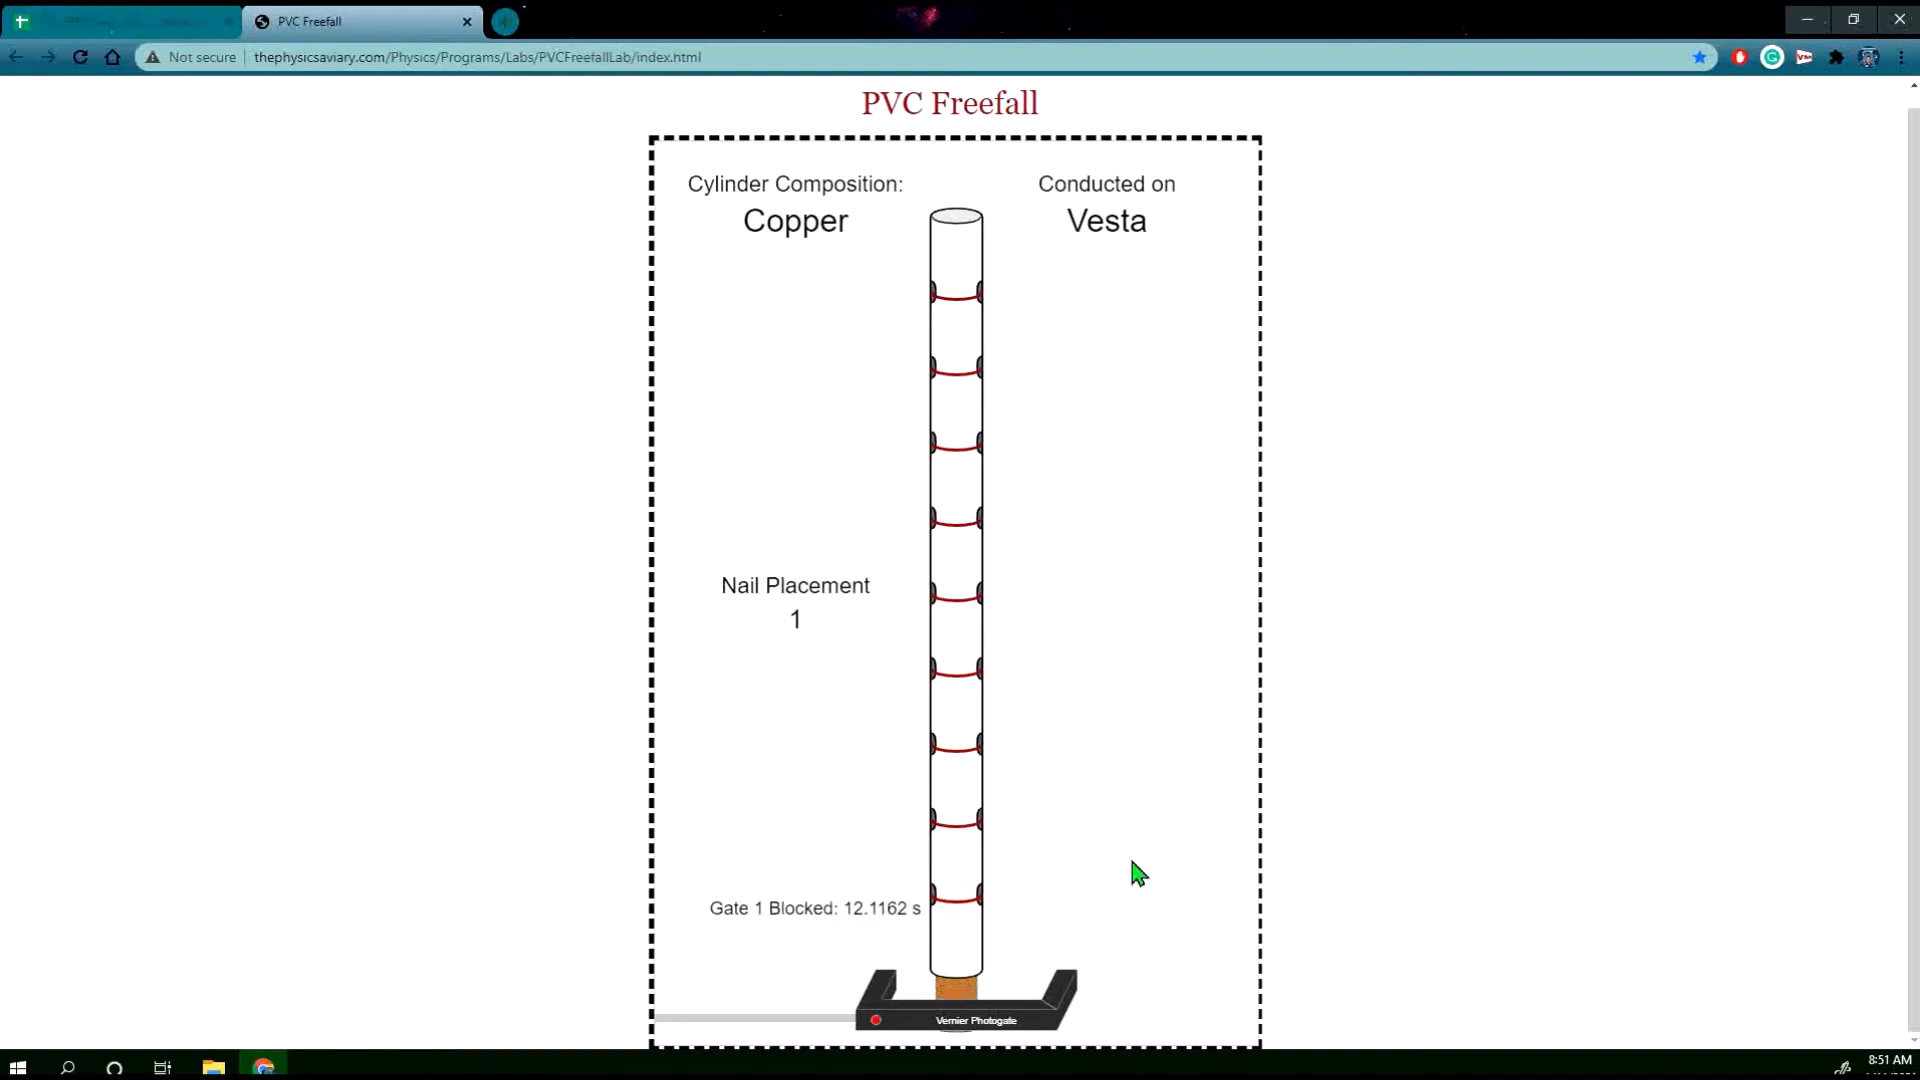 PVC Freefall
Not secure
thephysicsaviary.com/Physics/Programs/Labs/PVCFreefallLab/index.html
PVC Freefall
Cylinder Composition:
Copper
Conducted on
Vesta
Nail Placement
1
Gate 1 Blocked: 12.1162 s
Vernier Photogate
8:51 AM